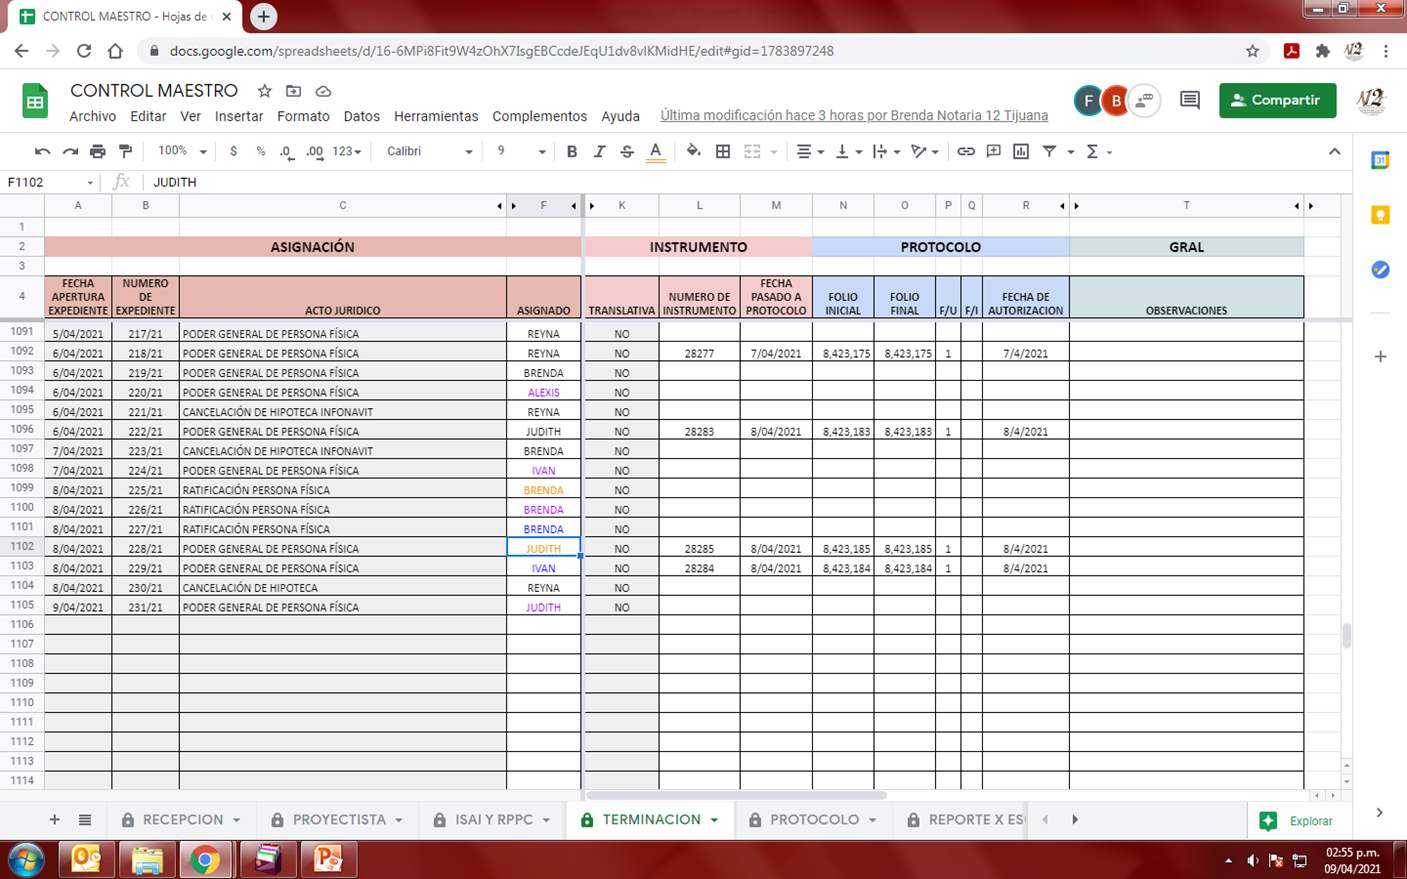 CONTROL MAESTRO - Hojas de c
docs.google.com/spreadsheets/d/16-6MPi8Fit9W4zOhX7IsgEBCcdeJEqU1dv8vIKMidHE/edit#gid=1783897248
CONTROL MAESTRO
F B N2 Compartir N12
Archivo Editar Ver Insertar Formato Datos Herramientas Complementos Ayuda Última modificación hace 3 horas por Brenda Notaria 12 Tijuana
100% $ % .0 .00 123 Calibri 9 B I S A Σ
F1102 fx JUDITH
A B C F K L M N O P Q R T
1
2 ASIGNACIÓN INSTRUMENTO PROTOCOLO GRAL
3
4 FECHA APERTURA EXPEDIENTE NUMERO DE EXPEDIENTE ACTO JURIDICO ASIGNADO TRANSLATIVA NUMERO DE INSTRUMENTO FECHA PASADO A PROTOCOLO FOLIO INICIAL FOLIO FINAL F/U F/I FECHA DE AUTORIZACION OBSERVACIONES
1091 5/04/2021 217/21 PODER GENERAL DE PERSONA FÍSICA REYNA NO
1092 6/04/2021 218/21 PODER GENERAL DE PERSONA FÍSICA REYNA NO 28277 7/04/2021 8,423,175 8,423,175 1 7/4/2021
1093 6/04/2021 219/21 PODER GENERAL DE PERSONA FÍSICA BRENDA NO
1094 6/04/2021 220/21 PODER GENERAL DE PERSONA FÍSICA ALEXIS NO
1095 6/04/2021 221/21 CANCELACIÓN DE HIPOTECA INFONAVIT REYNA NO
1096 6/04/2021 222/21 PODER GENERAL DE PERSONA FÍSICA JUDITH NO 28283 8/04/2021 8,423,183 8,423,183 1 8/4/2021
1097 7/04/2021 223/21 CANCELACIÓN DE HIPOTECA INFONAVIT BRENDA NO
1098 7/04/2021 224/21 PODER GENERAL DE PERSONA FÍSICA IVAN NO
1099 8/04/2021 225/21 RATIFICACIÓN PERSONA FÍSICA BRENDA NO
1100 8/04/2021 226/21 RATIFICACIÓN PERSONA FÍSICA BRENDA NO
1101 8/04/2021 227/21 RATIFICACIÓN PERSONA FÍSICA BRENDA NO
1102 8/04/2021 228/21 PODER GENERAL DE PERSONA FÍSICA JUDITH NO 28285 8/04/2021 8,423,185 8,423,185 1 8/4/2021
1103 8/04/2021 229/21 PODER GENERAL DE PERSONA FÍSICA IVAN NO 28284 8/04/2021 8,423,184 8,423,184 1 8/4/2021
1104 8/04/2021 230/21 CANCELACIÓN DE HIPOTECA REYNA NO
1105 9/04/2021 231/21 PODER GENERAL DE PERSONA FÍSICA JUDITH NO
1106
1107
1108
1109
1110
1111
1112
1113
1114
RECEPCION PROYECTISTA ISAI Y RPPC TERMINACION PROTOCOLO REPORTE X ES Explorar
02:55 p.m.
09/04/2021